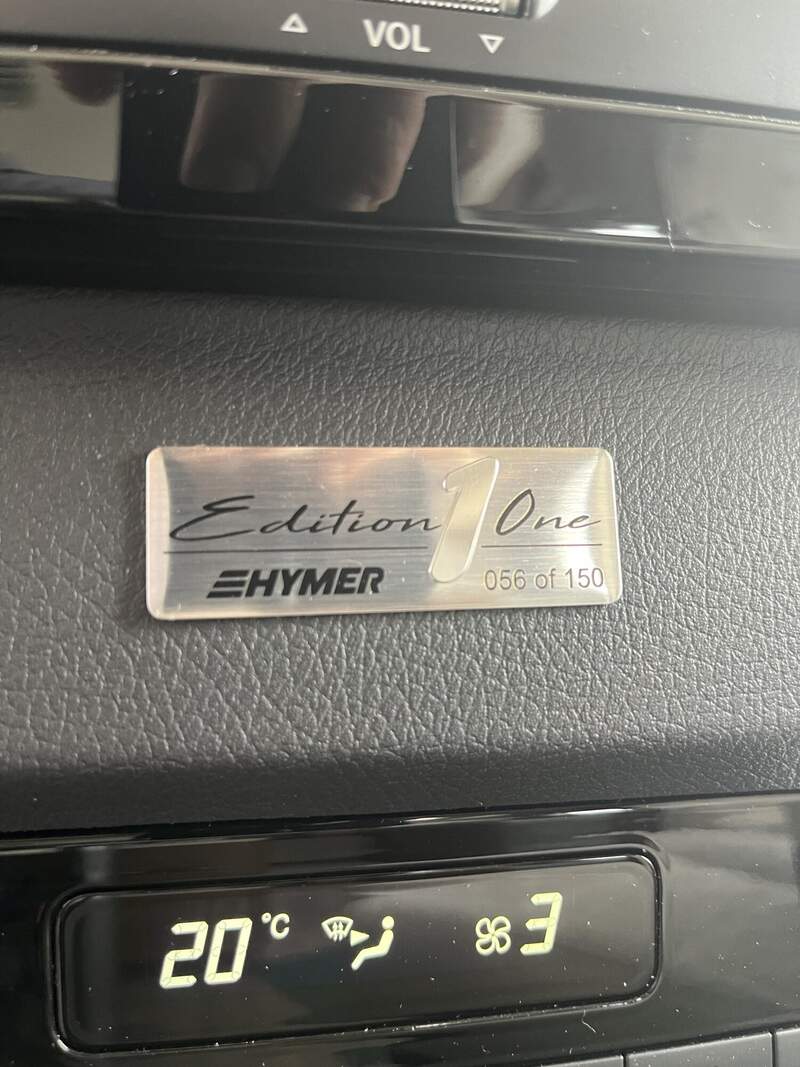 VOL
Edition 1 One
HYMER 056 of 150
20 °C 3